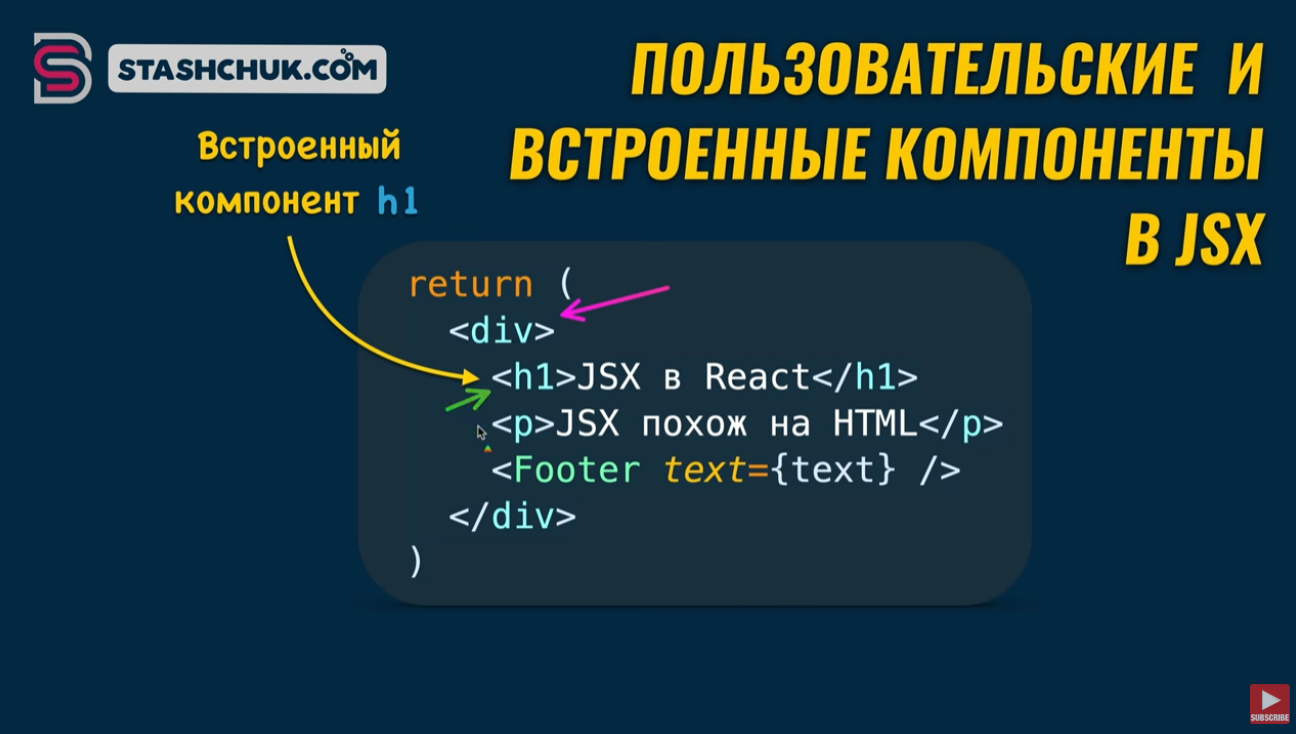 STASHCHUK.COM
ПОЛЬЗОВАТЕЛЬСКИЕ И
ВСТРОЕННЫЕ КОМПОНЕНТЫ
В JSX
Встроенный
компонент h1
return (
<div>
<h1>JSX в React</h1>
<p>JSX похож на HTML</p>
<Footer text={text} />
</div>
)
SUBSCRIBE